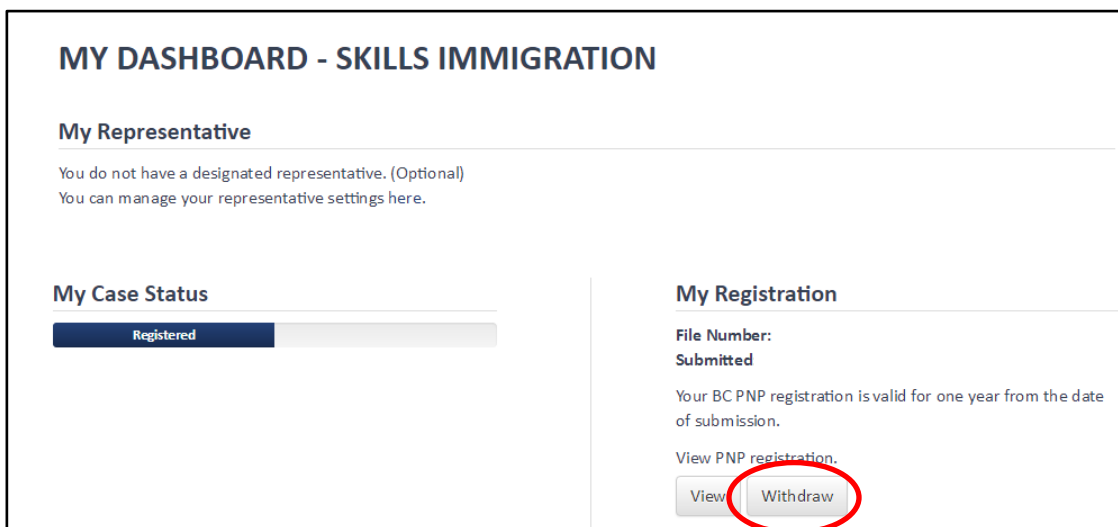 MY DASHBOARD - SKILLS IMMIGRATION
My Representative
You do not have a designated representative. (Optional)
You can manage your representative settings here.
My Case Status
Registered
My Registration
File Number:
Submitted
Your BC PNP registration is valid for one year from the date
of submission.
View PNP registration.
View
Withdraw